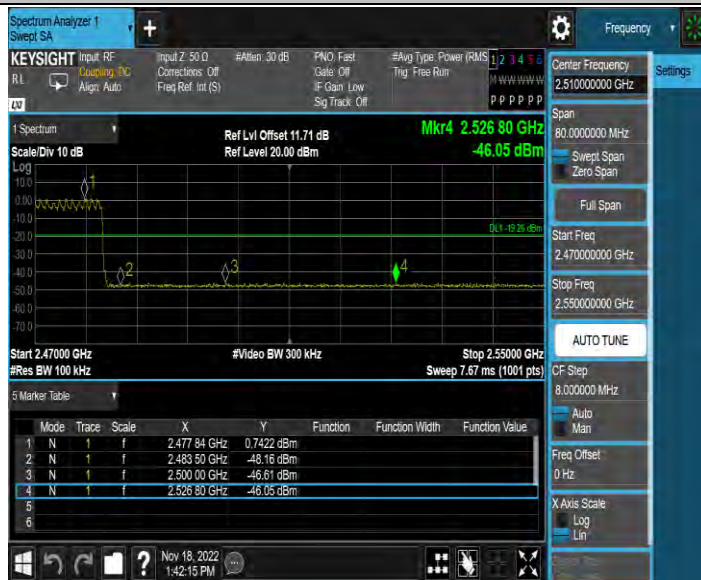 Spectrum Analyzer 1
Swept SA
+
Frequency
KEYSIGHT Input: RF Input Z: 50 Ω #Atten: 30 dB PNO: Fast #Avg Type: Power (RMS 1 2 3 4 5 6
RL Coupling: DC Corrections: Off Gate: Off Trig: Free Run M W W W W W
Align: Auto Freq Ref: Int (S) IF Gain: Low P P P P P P
Sig Track: Off
LXI
Center Frequency
2.510000000 GHz
Settings
Span
80.0000000 MHz
Swept Span
Zero Span
Full Span
Start Freq
2.470000000 GHz
Stop Freq
2.550000000 GHz
AUTO TUNE
CF Step
8.000000 MHz
Auto
Man
Freq Offset
0 Hz
X Axis Scale
Log
Lin
1 Spectrum
Scale/Div 10 dB
Ref Lvl Offset 11.71 dB
Ref Level 20.00 dBm
Mkr4 2.526 80 GHz
-46.05 dBm
Log
10.0
0.00
-10.0
-20.0
-30.0
-40.0
-50.0
-60.0
-70.0
1
DL1 -19.26 dBm
2
3
4
Start 2.47000 GHz #Video BW 300 kHz Stop 2.55000 GHz
#Res BW 100 kHz Sweep 7.67 ms (1001 pts)
5 Marker Table
Mode Trace Scale X Y Function Function Width Function Value
1 N 1 f 2.477 84 GHz 0.7422 dBm
2 N 1 f 2.483 50 GHz -48.16 dBm
3 N 1 f 2.500 00 GHz -46.61 dBm
4 N 1 f 2.526 80 GHz -46.05 dBm
5
6
?
Nov 18, 2022
1:42:15 PM